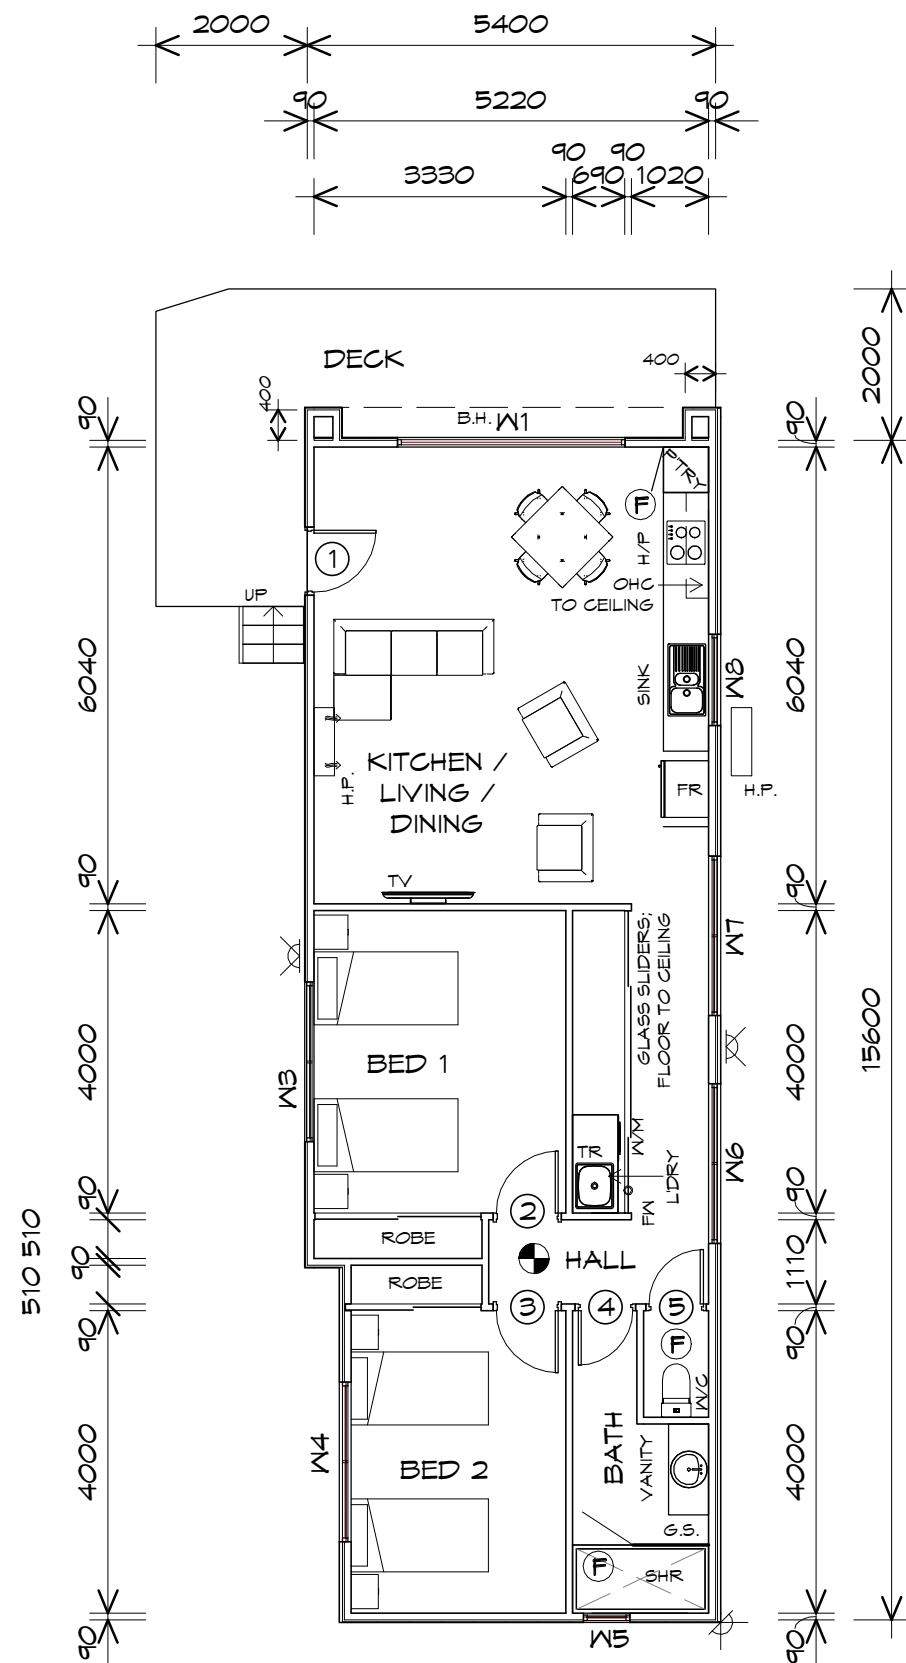 2000
5400
90
5220
90
90
90
3330
690
1020
DECK
400
2000
400
90
B.H.
W1
90
PTRY
F
H/P
1
OHC
TO CEILING
UP
6040
SINK
W8
6040
KITCHEN /
LIVING /
DINING
H.P.
FR
H.P.
TV
90
90
GLASS SLIDERS;
FLOOR TO CEILING
W7
15600
4000
W3
BED 1
4000
W/M
TR
L'DRY
W6
90
2
FW
90
510 510
90
ROBE
HALL
1110
ROBE
3
4
5
90
F
90
W/C
4000
W4
BED 2
BATH
VANITY
4000
G.S.
F
SHR
W5
90
90